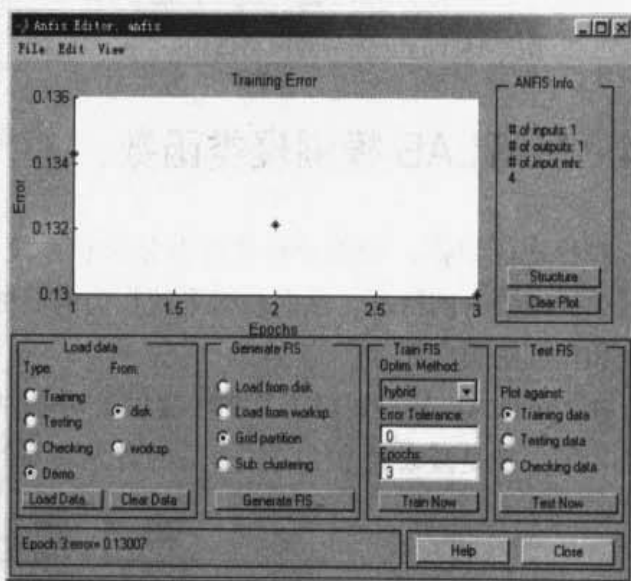 Anfis Editor: anfis
File Edit View
Training Error
0.136
0.134
0.132
0.13
Error
1
1.5
2
2.5
3
Epochs
ANFIS Info.
# of inputs: 1
# of outputs: 1
# of input mfs:
4
Structure
Clear Plot
Load data
Type:
From:
Training
Testing
Checking
Demo
disk
worksp.
Load Data...
Clear Data
Generate FIS
Load from disk
Load from worksp.
Grid partition
Sub. clustering
Generate FIS ...
Train FIS
Optim. Method:
hybrid
Error Tolerance:
0
Epochs:
3
Train Now
Test FIS
Plot against:
Training data
Testing data
Checking data
Test Now
Epoch 3:error= 0.13007
Help
Close